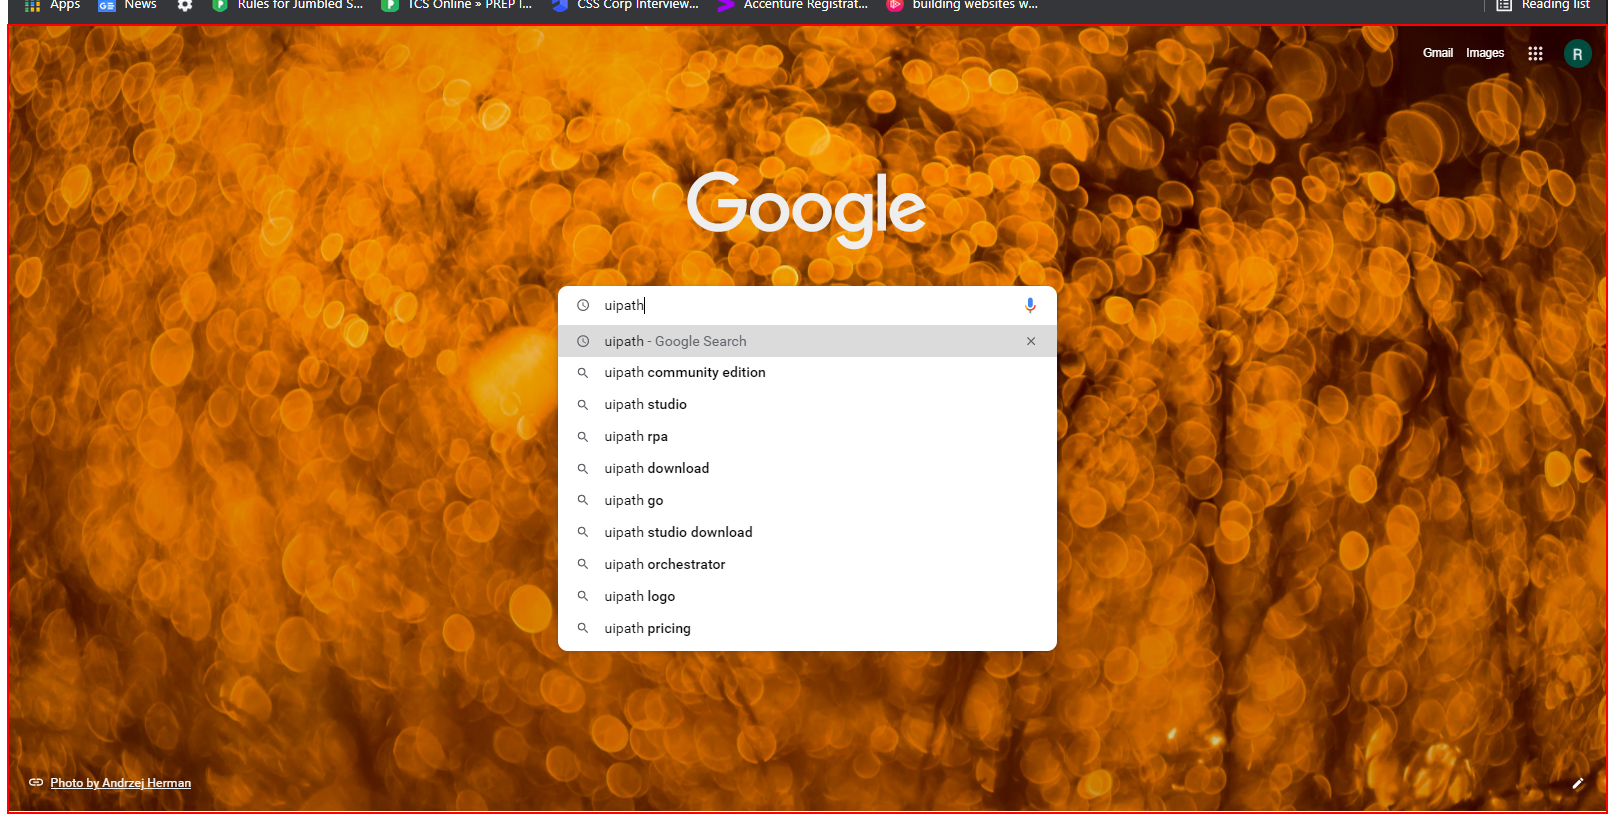 Apps News Rules for Jumbled S... TCS Online » PREP I... CSS Corp Interview... Accenture Registrat... building websites w... Reading list
Gmail Images R
Google
uipath
uipath - Google Search
uipath community edition
uipath studio
uipath rpa
uipath download
uipath go
uipath studio download
uipath orchestrator
uipath logo
uipath pricing
Photo by Andrzej Herman